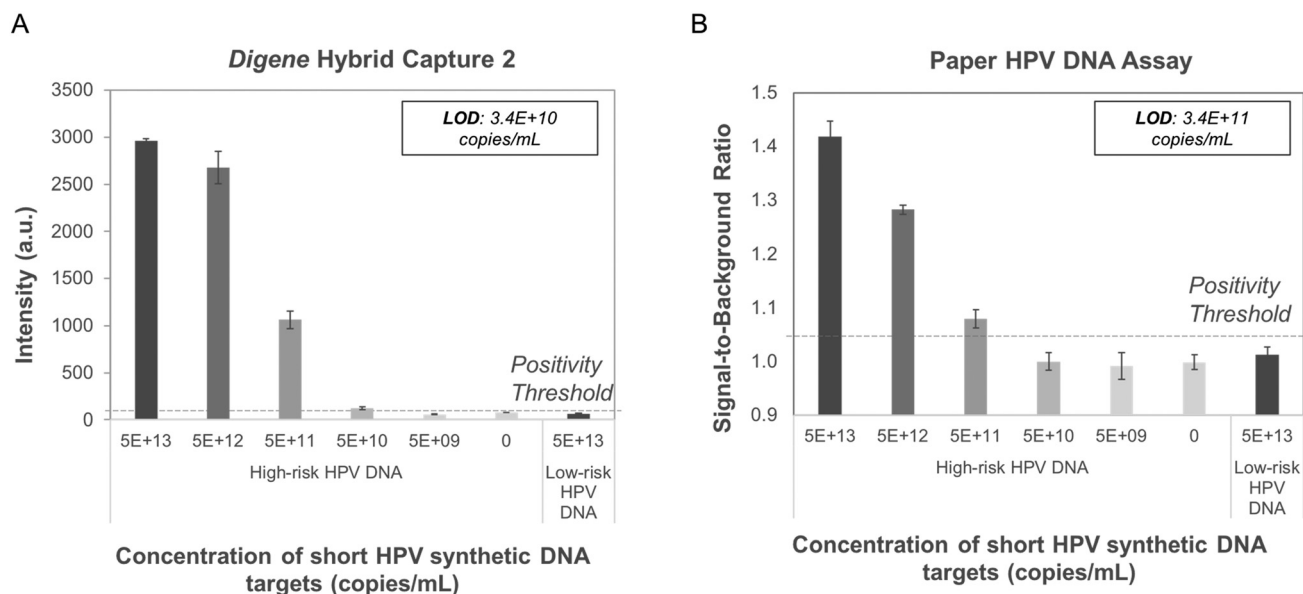 A
Digene Hybrid Capture 2
Intensity (a.u.)
3500
3000
2500
2000
1500
1000
500
0
LOD: 3.4E+10
copies/mL
Positivity
Threshold
5E+13 5E+12 5E+11 5E+10 5E+09 0 5E+13
High-risk HPV DNA
Low-risk
HPV
DNA
Concentration of short HPV synthetic DNA
targets (copies/mL)
B
Paper HPV DNA Assay
Signal-to-Background Ratio
1.5
1.4
1.3
1.2
1.1
1.0
0.9
LOD: 3.4E+11
copies/mL
Positivity
Threshold
5E+13 5E+12 5E+11 5E+10 5E+09 0 5E+13
High-risk HPV DNA
Low-risk
HPV
DNA
Concentration of short HPV synthetic DNA
targets (copies/mL)